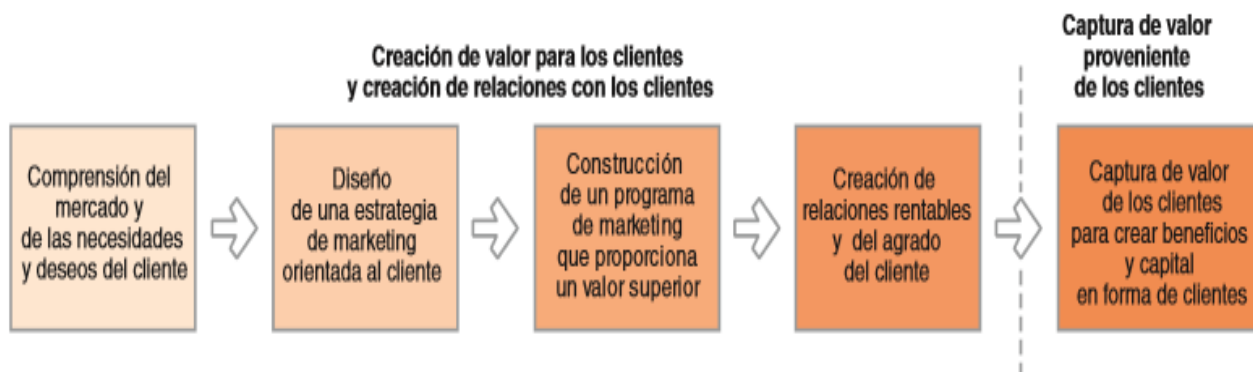 Creación de valor para los clientes
y creación de relaciones con los clientes
Captura de valor
proveniente
de los clientes
Comprensión del
mercado y
de las necesidades
y deseos del cliente
Diseño
de una estrategia
de marketing
orientada al cliente
Construcción
de un programa
de marketing
que proporciona
un valor superior
Creación de
relaciones rentables
y del agrado
del cliente
Captura de valor
de los clientes
para crear beneficios
y capital
en forma de clientes